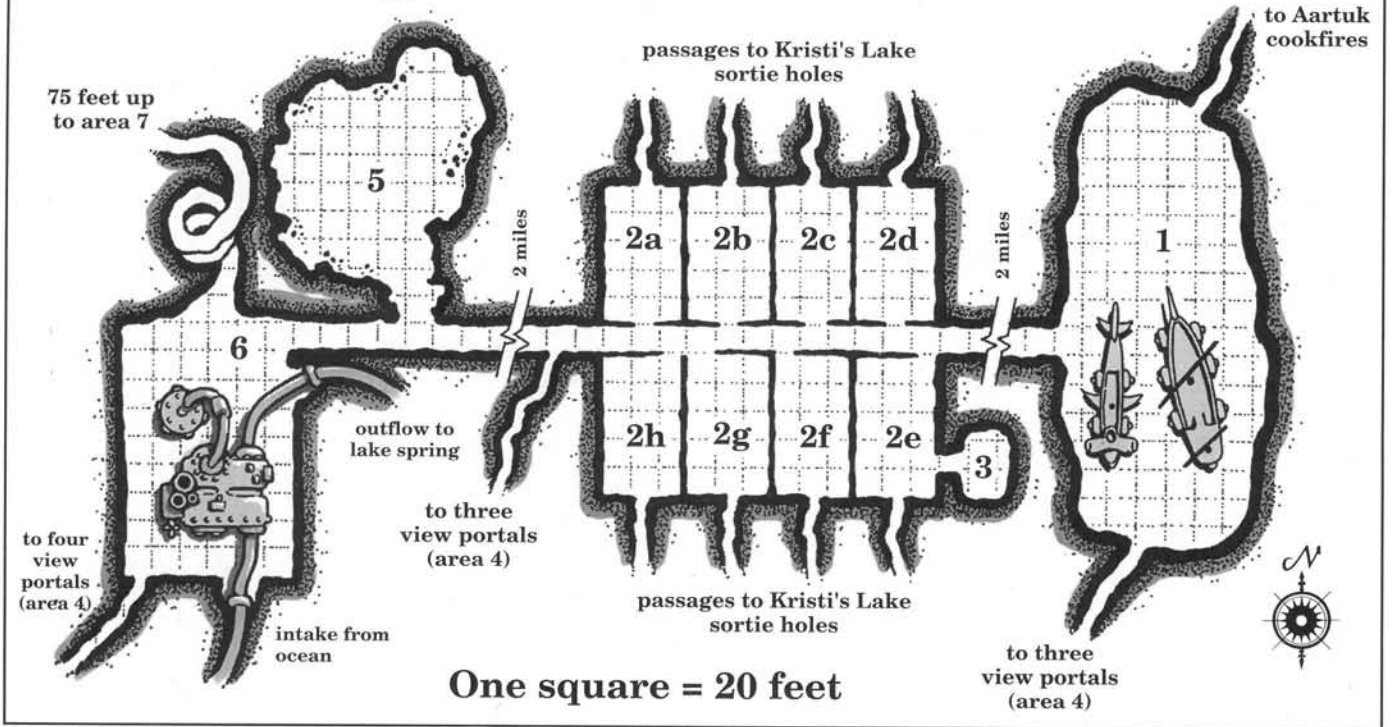 to Aartuk
cookfires
passages to Kristi's Lake
sortie holes
75 feet up
to area 7
5
2 miles
2a
2b
2c
2d
2 miles
1
6
outflow to
lake spring
2h
2g
2f
2e
3
to three
view portals
(area 4)
to four
view
portals
(area 4)
intake from
ocean
passages to Kristi's Lake
sortie holes
N
to three
view portals
(area 4)
One square = 20 feet